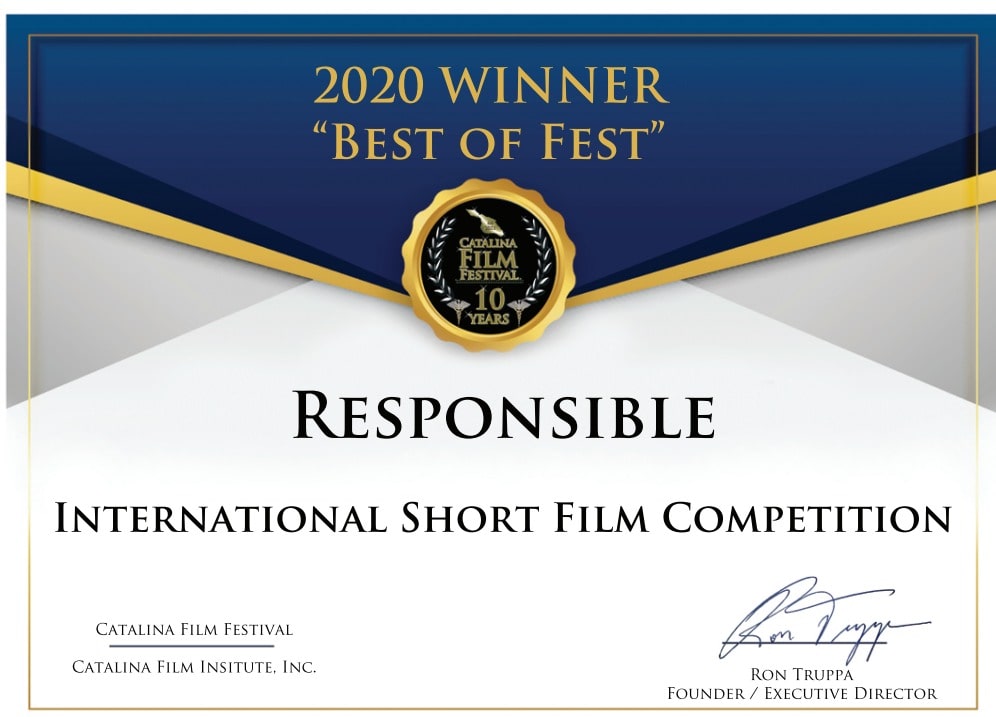 2020 WINNER
“BEST OF FEST”
CATALINA
FILM
FESTIVAL
10
YEARS
RESPONSIBLE
INTERNATIONAL SHORT FILM COMPETITION
CATALINA FILM FESTIVAL
CATALINA FILM INSITUTE, INC.
Ron Truppa
RON TRUPPA
FOUNDER / EXECUTIVE DIRECTOR